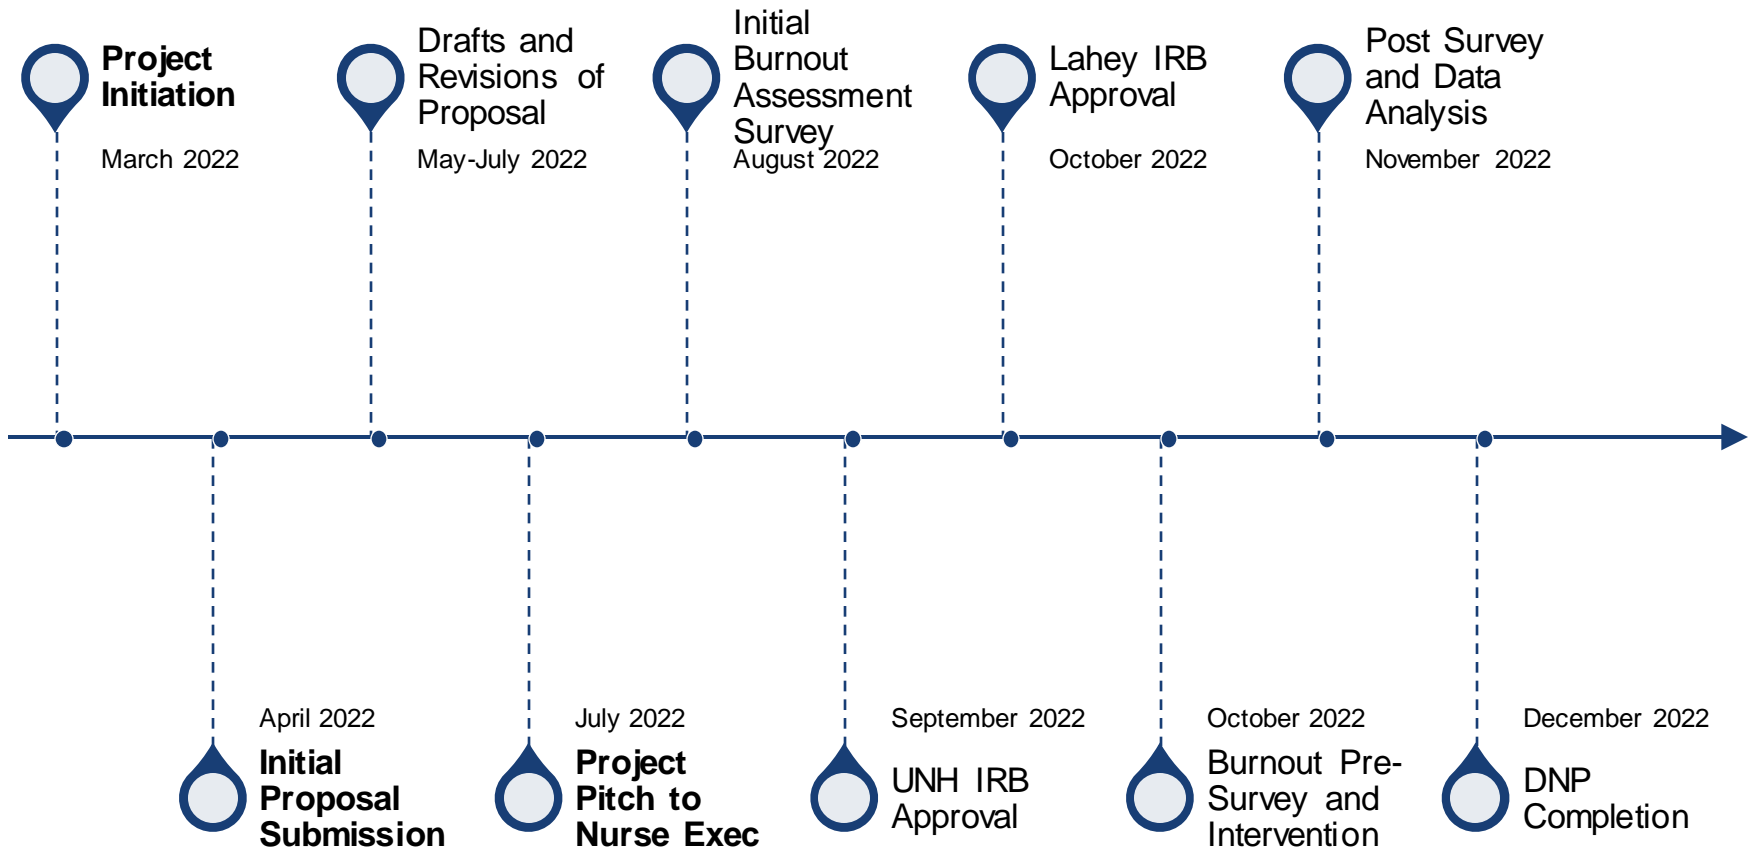 Project
Initiation
March 2022
Drafts and
Revisions of
Proposal
May-July 2022
Initial
Burnout
Assessment
Survey
August 2022
Lahey IRB
Approval
October 2022
Post Survey
and Data
Analysis
November 2022
April 2022
Initial
Proposal
Submission
July 2022
Project
Pitch to
Nurse Exec
September 2022
UNH IRB
Approval
October 2022
Burnout Pre-
Survey and
Intervention
December 2022
DNP
Completion